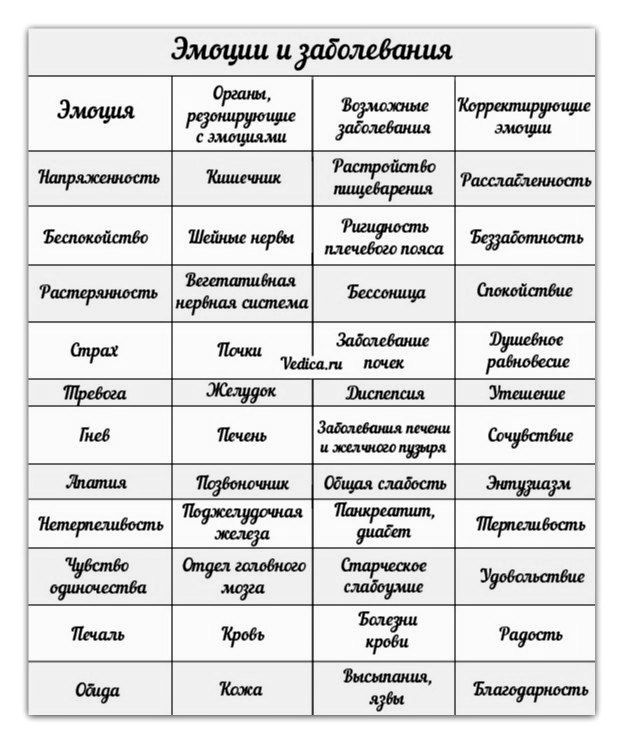 Эмоции и заболевания
Эмоция
Органы,
резонирующие
с эмоциями
Возможные
заболевания
Корректирующие
эмоции
Напряженность
Кишечник
Растройство
пищеварения
Расслабленность
Беспокойство
Шейные нервы
Ригидность
плечевого пояса
Беззаботность
Растерянность
Вегетативная
нервная система
Бессоница
Спокойствие
Страх
Почки
Заболевание
почек
Душевное
равновесие
Vedica.ru
Тревога
Желудок
Диспепсия
Утешение
Гнев
Печень
Заболевания печени
и желчного пузыря
Сочувствие
Апатия
Позвоночник
Общая слабость
Энтузиазм
Нетерпеливость
Поджелудочная
железа
Панкреатит,
диабет
Терпеливость
Чувство
одиночества
Отдел головного
мозга
Старческое
слабоумие
Удовольствие
Печаль
Кровь
Болезни
крови
Радость
Обида
Кожа
Высыпания,
язвы
Благодарность